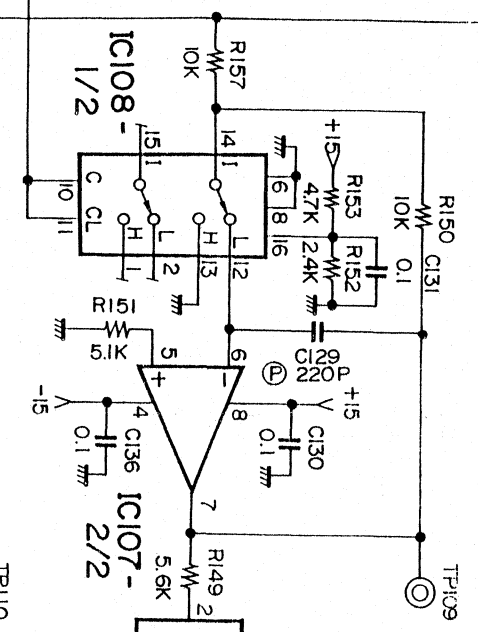 IC108-
1/2
R157
10K
15
I
14
I
+15
R153
4.7K
R150
10K
C
10
CL
11
H
L
H
L
6
8
16
2.4K
R152
C131
0.1
1
2
13
12
R151
5.1K
5
6
C129
P 220P
+
-
-15
4
8
+15
0.1
C136
0.1
C130
IC107-
2/2
7
R149
5.6K
2
TP109
TP110